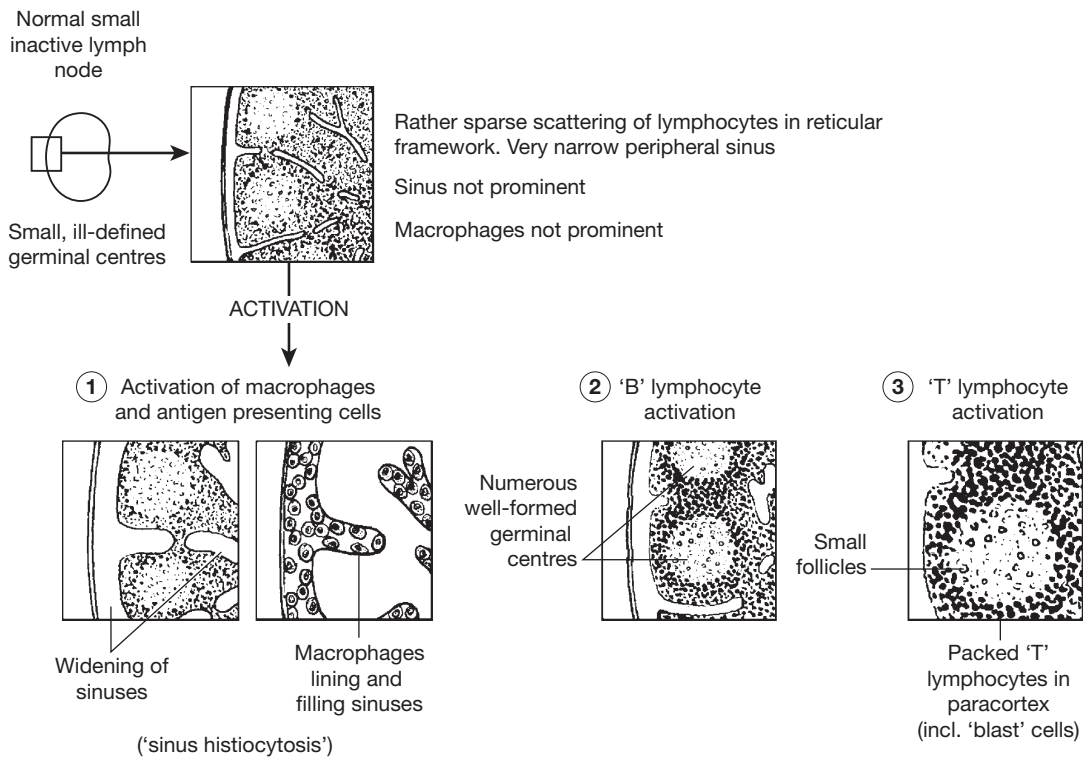 Normal small
inactive lymph
node
Small, ill-defined
germinal centres
Rather sparse scattering of lymphocytes in reticular
framework. Very narrow peripheral sinus
Sinus not prominent
Macrophages not prominent
ACTIVATION
1 Activation of macrophages
and antigen presenting cells
Widening of
sinuses
Macrophages
lining and
filling sinuses
(‘sinus histiocytosis’)
2 ‘B’ lymphocyte
activation
Numerous
well-formed
germinal
centres
3 ‘T’ lymphocyte
activation
Small
follicles
Packed ‘T’
lymphocytes in
paracortex
(incl. ‘blast’ cells)